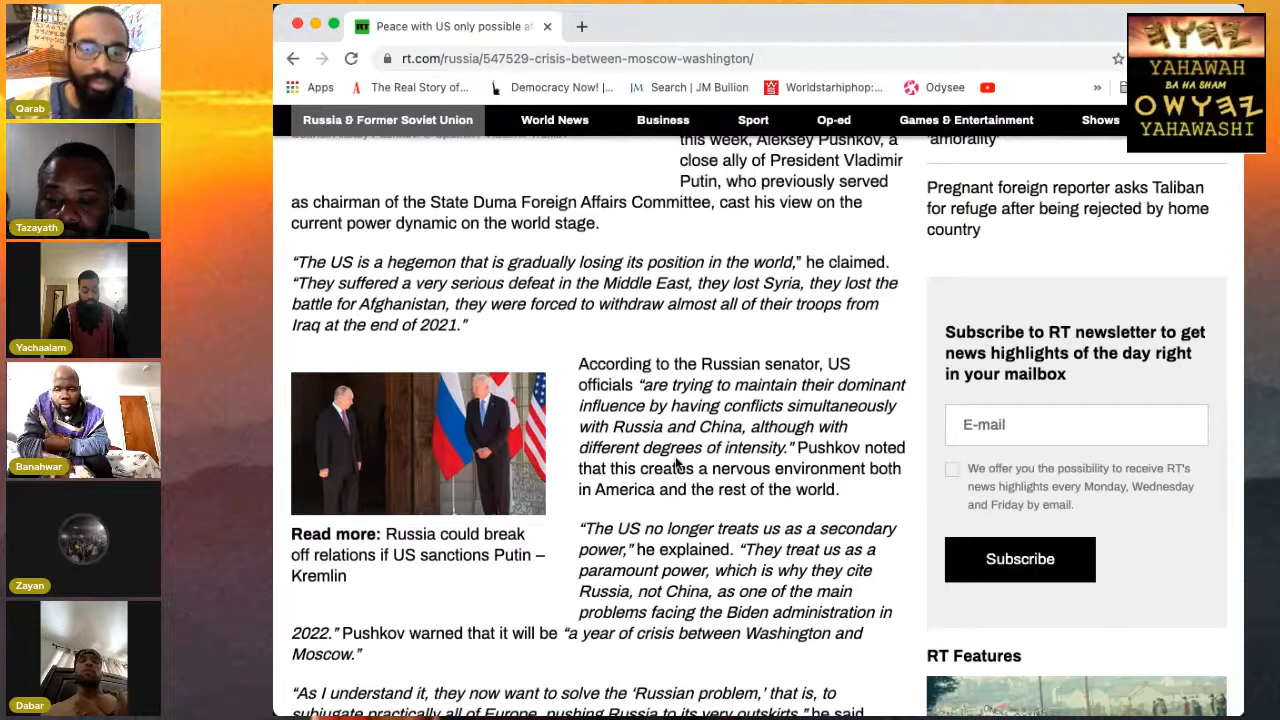 Qarab
Tazayath
Yachaalam
Banahwar
Zayan
Dabar
Peace with US only possible a
rt.com/russia/547529-crisis-between-moscow-washington/
Apps
The Real Story of...
Democracy Now! |...
Search | JM Bullion
Worldstarhiphop:...
Odysee
»
YAHAWAH
BA HA SHAM
YAHAWASHI
Russia & Former Soviet Union
World News
Business
Sport
Op-ed
Games & Entertainment
Shows
this week, Aleksey Pushkov, a
close ally of President Vladimir
Putin, who previously served
as chairman of the State Duma Foreign Affairs Committee, cast his view on the
current power dynamic on the world stage.
“The US is a hegemon that is gradually losing its position in the world,” he claimed.
“They suffered a very serious defeat in the Middle East, they lost Syria, they lost the
battle for Afghanistan, they were forced to withdraw almost all of their troops from
Iraq at the end of 2021.”
According to the Russian senator, US
officials “are trying to maintain their dominant
influence by having conflicts simultaneously
with Russia and China, although with
different degrees of intensity.” Pushkov noted
that this creates a nervous environment both
in America and the rest of the world.
Read more: Russia could break
off relations if US sanctions Putin –
Kremlin
“The US no longer treats us as a secondary
power,” he explained. “They treat us as a
paramount power, which is why they cite
Russia, not China, as one of the main
problems facing the Biden administration in
2022.” Pushkov warned that it will be “a year of crisis between Washington and
Moscow.”
“As I understand it, they now want to solve the ‘Russian problem,’ that is, to
subjugate practically all of Europe, pushing Russia to its very outskirts,” he said
‘amorality’
Pregnant foreign reporter asks Taliban
for refuge after being rejected by home
country
Subscribe to RT newsletter to get
news highlights of the day right
in your mailbox
E-mail
We offer you the possibility to receive RT's
news highlights every Monday, Wednesday
and Friday by email.
Subscribe
RT Features